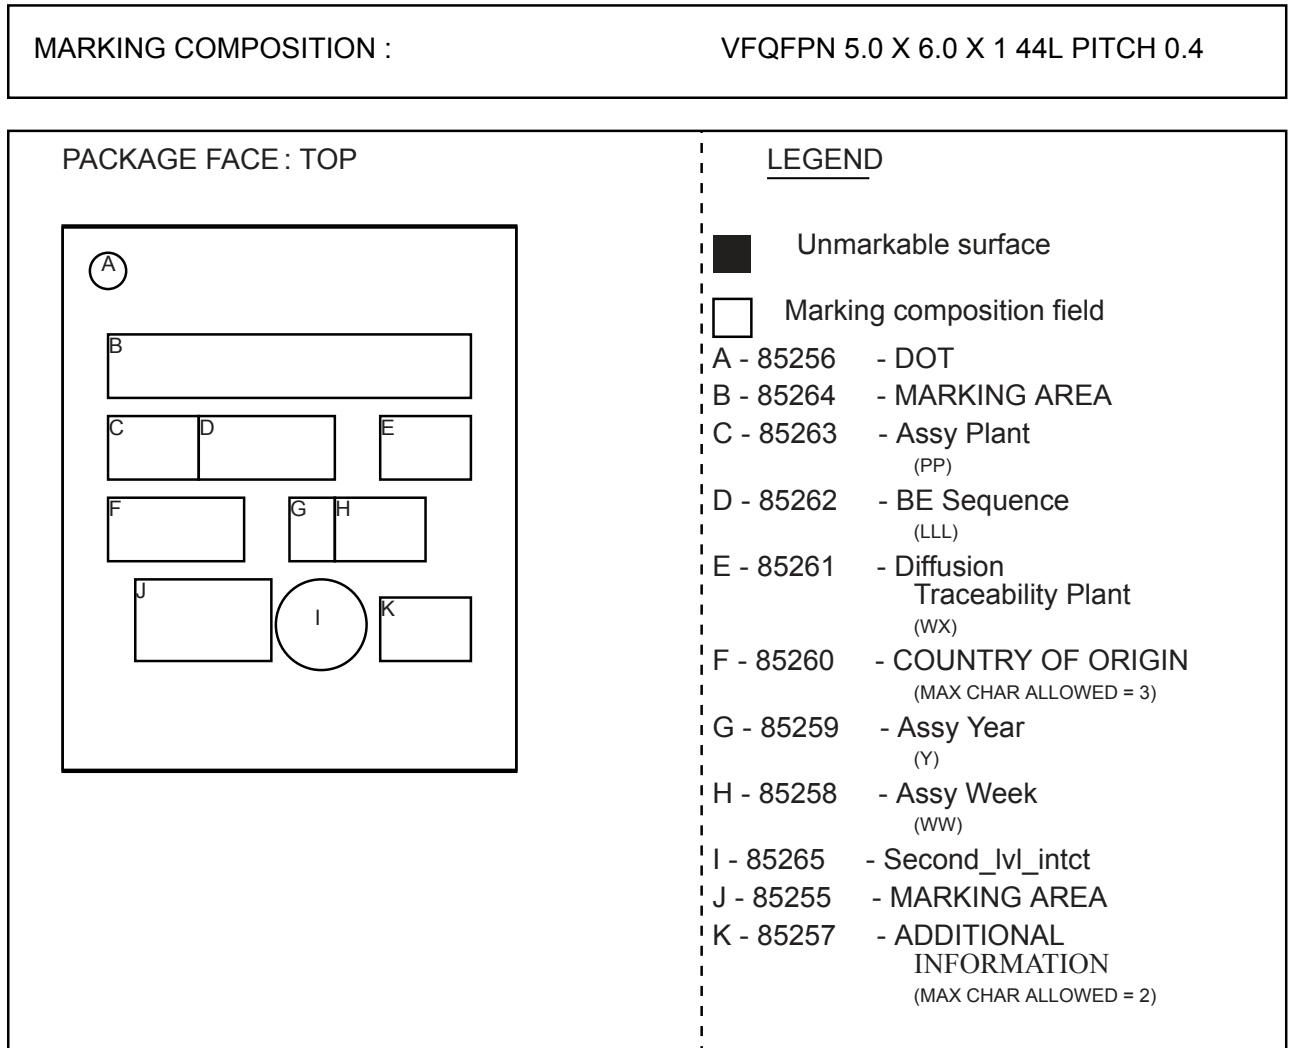 MARKING COMPOSITION :
VFQFPN 5.0 X 6.0 X 1 44L PITCH 0.4
PACKAGE FACE : TOP
A
B
C
D
E
F
G
H
J
I
K
LEGEND
Unmarkable surface
Marking composition field
A - 85256 - DOT
B - 85264 - MARKING AREA
C - 85263 - Assy Plant
(PP)
D - 85262 - BE Sequence
(LLL)
E - 85261 - Diffusion
Traceability Plant
(WX)
F - 85260 - COUNTRY OF ORIGIN
(MAX CHAR ALLOWED = 3)
G - 85259 - Assy Year
(Y)
H - 85258 - Assy Week
(WW)
I - 85265 - Second_lvl_intct
J - 85255 - MARKING AREA
K - 85257 - ADDITIONAL
INFORMATION
(MAX CHAR ALLOWED = 2)